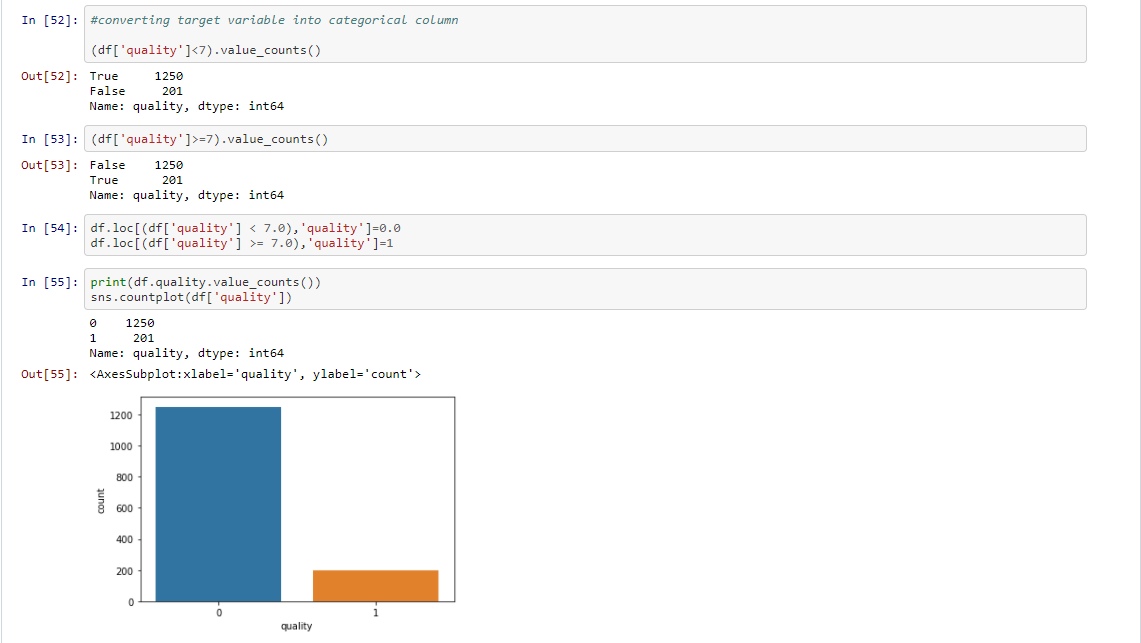 In [52]: #converting target variable into categorical column
(df['quality']<7).value_counts()
Out[52]: True     1250
False     201
Name: quality, dtype: int64
In [53]: (df['quality']>=7).value_counts()
Out[53]: False    1250
True      201
Name: quality, dtype: int64
In [54]: df.loc[(df['quality'] < 7.0),'quality']=0.0
df.loc[(df['quality'] >= 7.0),'quality']=1
In [55]: print(df.quality.value_counts())
sns.countplot(df['quality'])
0    1250
1     201
Name: quality, dtype: int64
Out[55]: <AxesSubplot:xlabel='quality', ylabel='count'>
1200
1000
800
600
400
200
0
count
0 1
quality